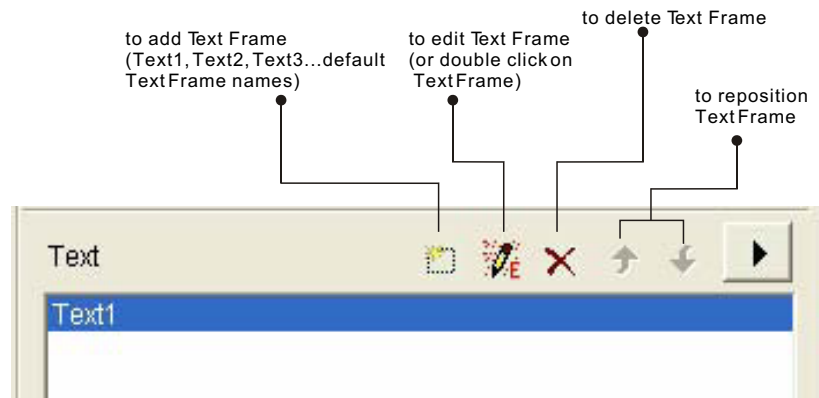 to add Text Frame
(Text1, Text2, Text3...default
Text Frame names)
to edit Text Frame
(or double click on
Text Frame)
to delete Text Frame
to reposition
Text Frame
Text
E
Text1